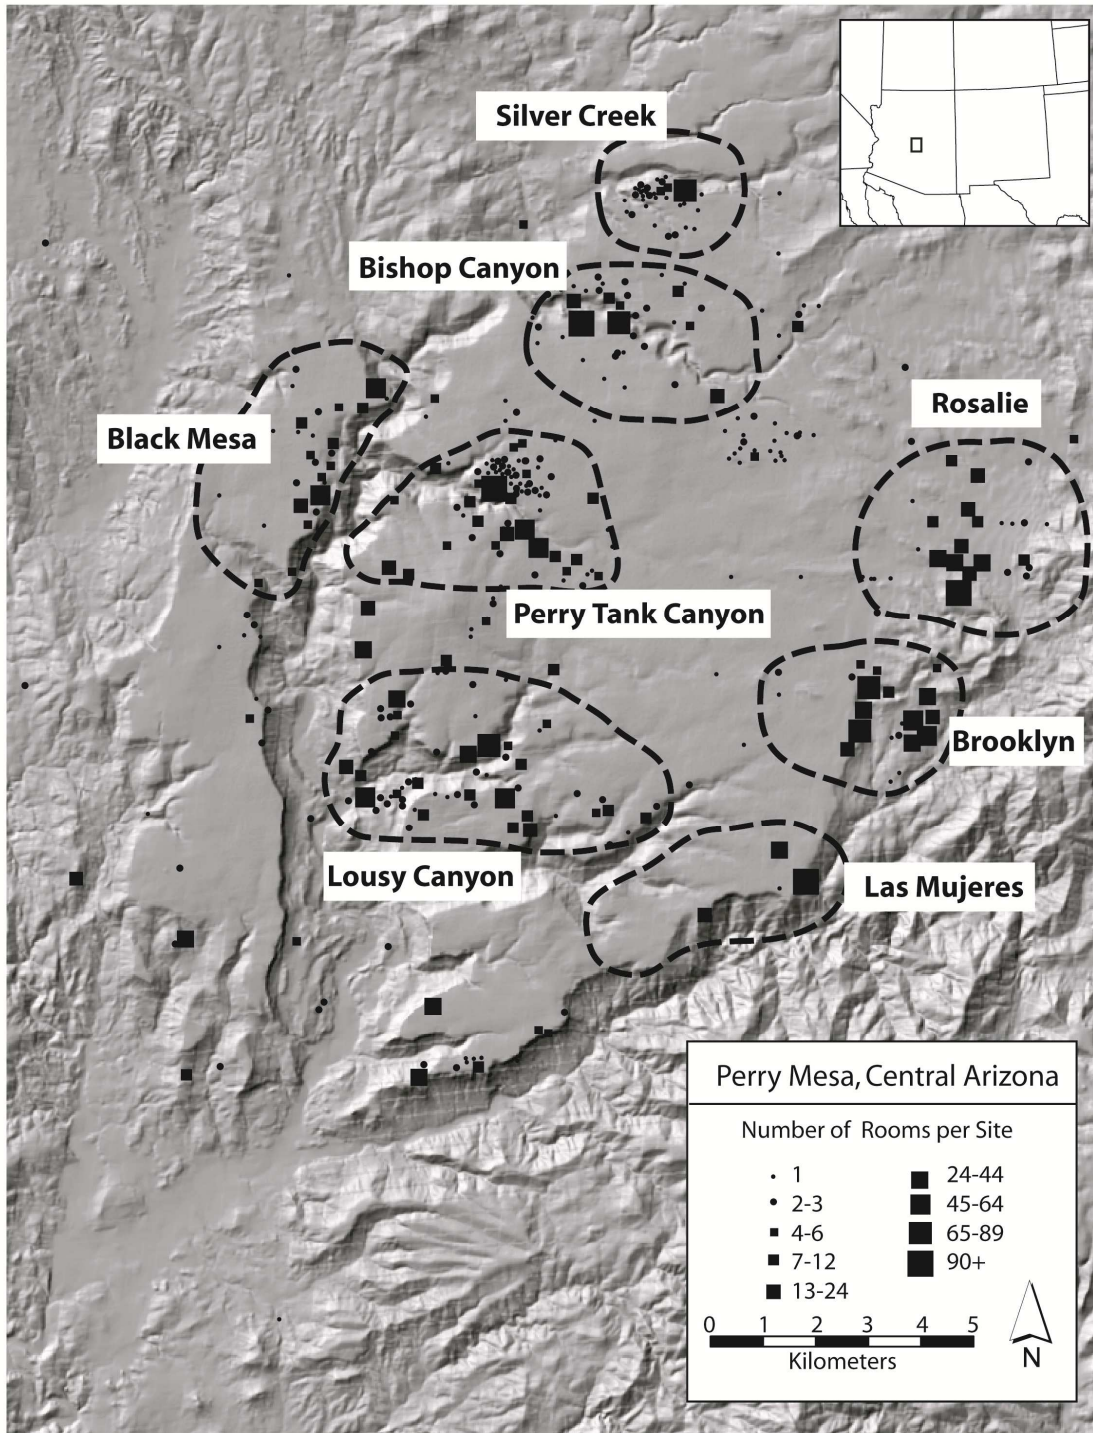 Silver Creek
Bishop Canyon
Rosalie
Black Mesa
Perry Tank Canyon
Brooklyn
Lousy Canyon
Las Mujeres
Perry Mesa, Central Arizona
Number of Rooms per Site
1
2-3
4-6
7-12
13-24
24-44
45-64
65-89
90+
0 1 2 3 4 5
Kilometers
N